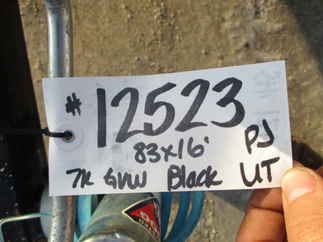 # 12523
83x16'
PJ
7k GVW Black UT